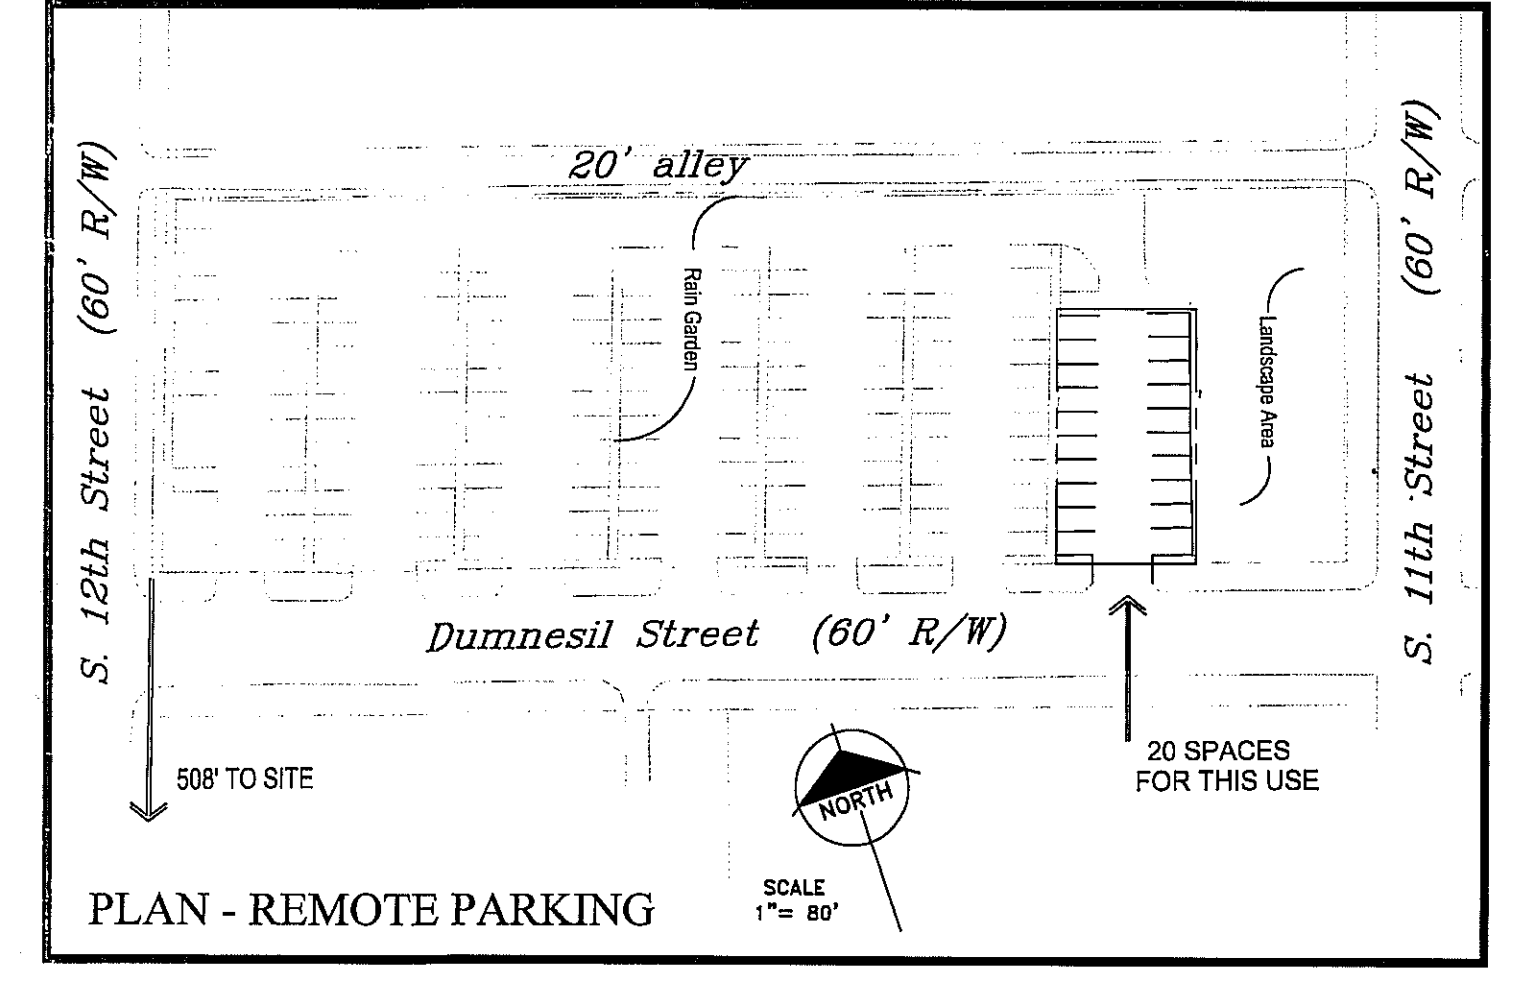 20' alley
S. 12th Street (60' R/W)
Rain Garden
Landscape Area
S. 11th Street (60' R/W)
Dumnesil Street (60' R/W)
508' TO SITE
NORTH
20 SPACES
FOR THIS USE
SCALE
1"= 80'
PLAN - REMOTE PARKING